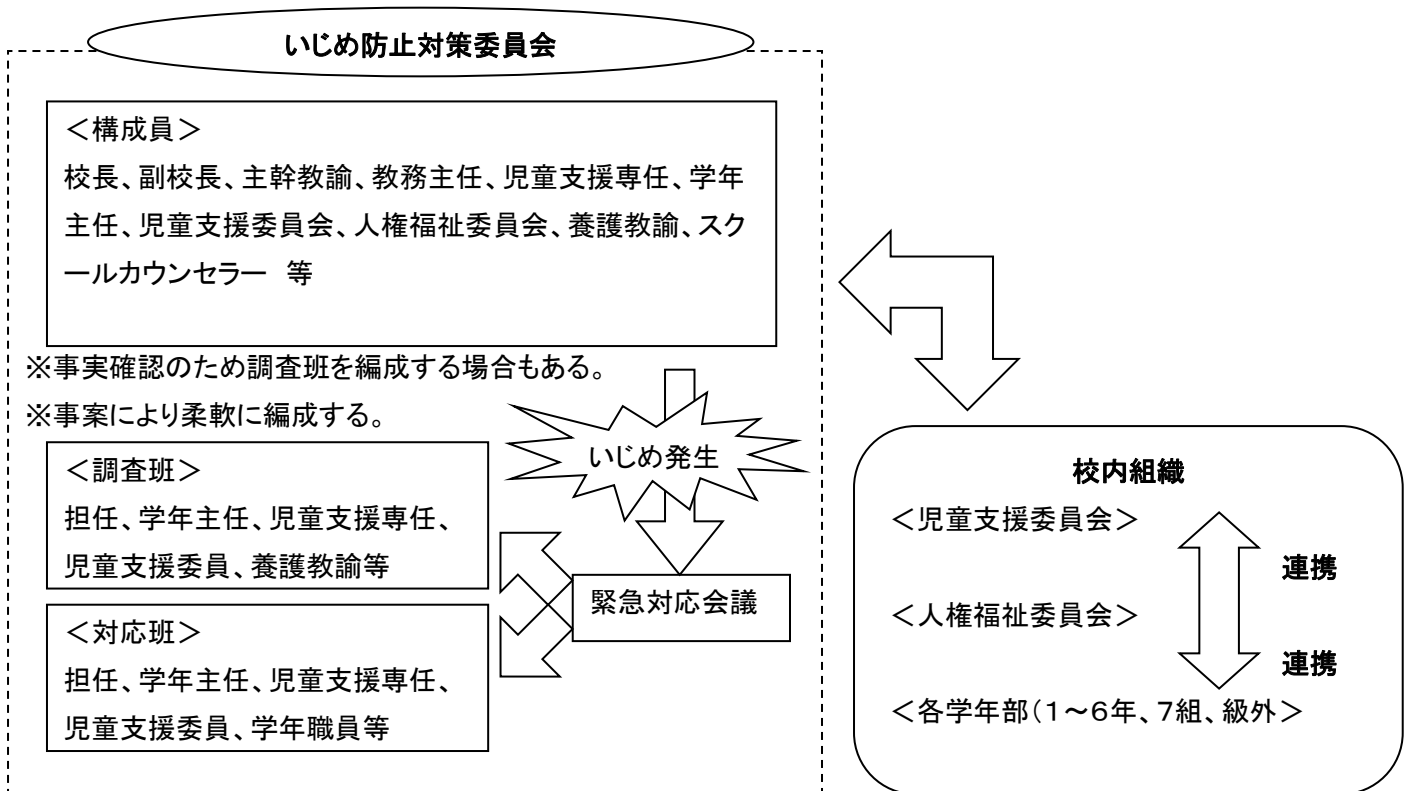 いじめ防止対策委員会
＜構成員＞
校長、副校長、主幹教諭、教務主任、児童支援専任、学年
主任、児童支援委員会、人権福祉委員会、養護教諭、スク
ールカウンセラー　等
※事実確認のため調査班を編成する場合もある。
※事案により柔軟に編成する。
いじめ発生
＜調査班＞
担任、学年主任、児童支援専任、
児童支援委員、養護教諭等
緊急対応会議
＜対応班＞
担任、学年主任、児童支援専任、
児童支援委員、学年職員等
校内組織
＜児童支援委員会＞
連携
＜人権福祉委員会＞
連携
＜各学年部（１～６年、７組、級外＞